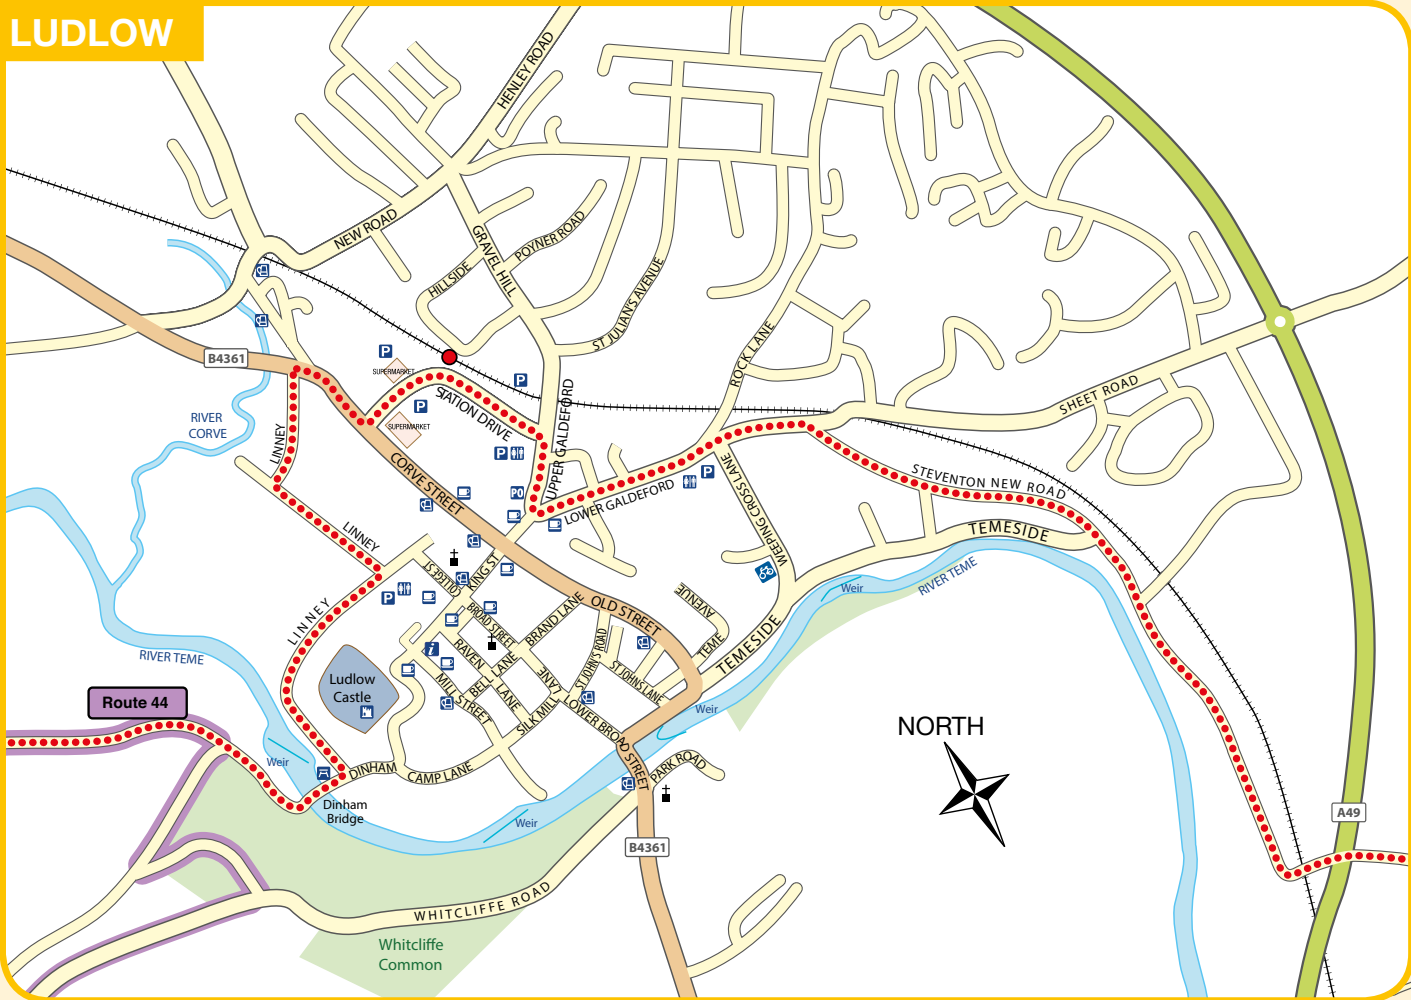 LUDLOW
HENLEY ROAD
NEW ROAD
GRAVEL HILL
POYNER ROAD
HILLSIDE
ST JULIAN'S AVENUE
ROCK LANE
SHEET ROAD
B4361
P
SUPERMARKET
P
P
SUPERMARKET
STATION DRIVE
UPPER GALDEFORD
RIVER
CORVE
LINNEY
CORVE STREET
P
P
PO
LOWER GALDEFORD
STEVENTON NEW ROAD
WEEPING CROSS LANE
TEMESIDE
LINNEY
COLLEGE ST
KING ST
P
LINNEY
BROAD STREET
BRAND LANE
OLD STREET
AVENUE
TEME
TEMESIDE
Weir
RIVER TEME
RIVER TEME
i
RAVEN
LANE
BELL LANE
MILL STREET
SILK MILL
LANE
ST JOHN'S ROAD
ST JOHNS LANE
LOWER BROAD STREET
Ludlow
Castle
Route 44
Weir
Weir
NORTH
DINHAM
CAMP LANE
PARK ROAD
Dinham
Bridge
Weir
A49
B4361
WHITCLIFFE ROAD
Whitcliffe
Common